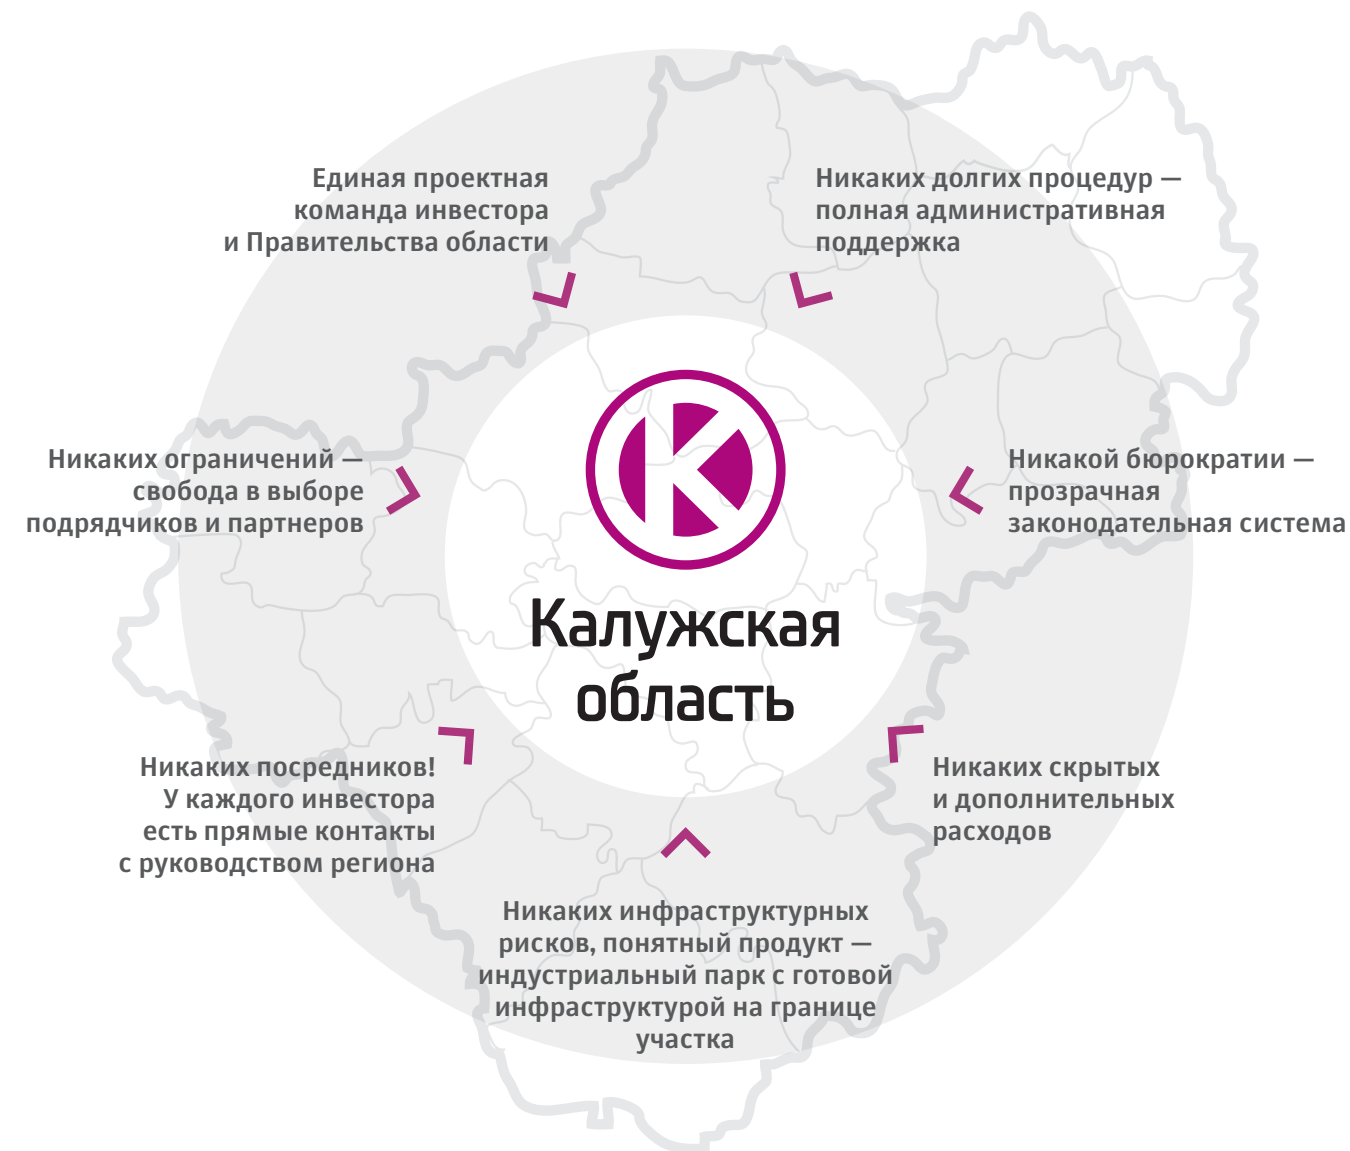 Единая проектная
команда инвестора
и Правительства области
Никаких долгих процедур —
полная административная
поддержка
Никаких ограничений —
свобода в выборе
подрядчиков и партнеров
Никакой бюрократии —
прозрачная
законодательная система
К
Калужская
область
Никаких посредников!
У каждого инвестора
есть прямые контакты
с руководством региона
Никаких скрытых
и дополнительных
расходов
Никаких инфраструктурных
рисков, понятный продукт —
индустриальный парк с готовой
инфраструктурой на границе
участка